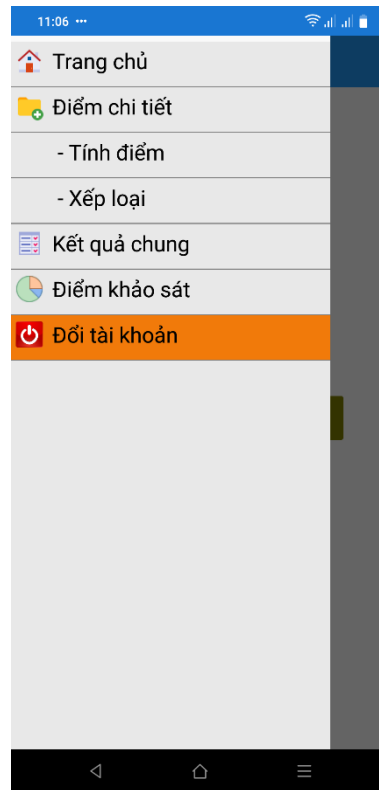 11:06 ···
Trang chủ
Điểm chi tiết
- Tính điểm
- Xếp loại
Kết quả chung
Điểm khảo sát
Đổi tài khoản